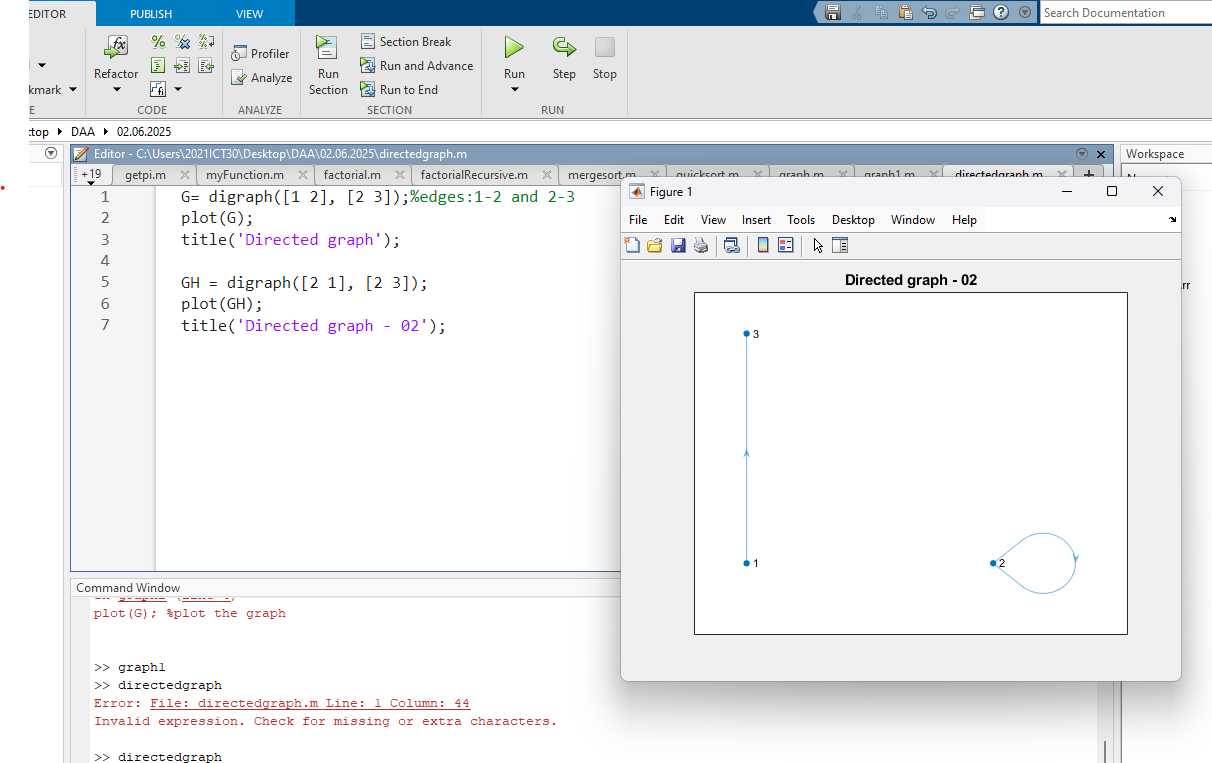 EDITOR PUBLISH VIEW
Search Documentation
Refactor
kmark
CODE
Profiler
Analyze
ANALYZE
Run Section
Section Break
Run and Advance
Run to End
SECTION
Run Step Stop
RUN
top DAA 02.06.2025
Editor - C:\Users\2021ICT30\Desktop\DAA\02.06.2025\directedgraph.m
Workspace
+19 getpi.m myFunction.m factorial.m factorialRecursive.m mergesort.m quicksort.m graph.m graph1.m directedgraph.m
1 G= digraph([1 2], [2 3]);%edges:1-2 and 2-3
2 plot(G);
3 title('Directed graph');
4
5 GH = digraph([2 1], [2 3]);
6 plot(GH);
7 title('Directed graph - 02');
Figure 1
File Edit View Insert Tools Desktop Window Help
Directed graph - 02
3
1
2
rr
Command Window
plot(G); %plot the graph
>> graph1
>> directedgraph
Error: File: directedgraph.m Line: 1 Column: 44
Invalid expression. Check for missing or extra characters.
>> directedgraph